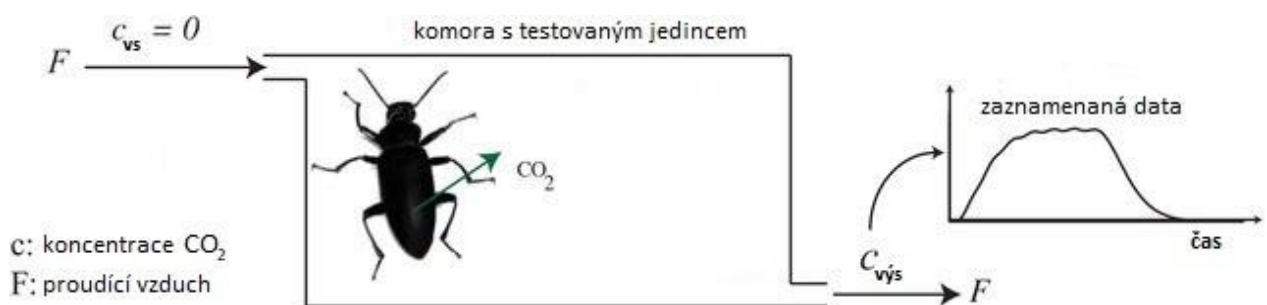 c_vs = 0
F
komora s testovaným jedincem
zaznamenaná data
CO₂
c: koncentrace CO₂
F: proudící vzduch
čas
c_výs
F